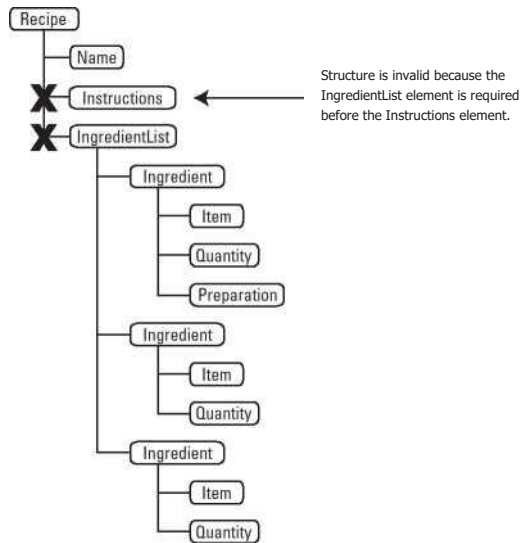 Recipe
Name
Instructions
Structure is invalid because the
IngredientList element is required
before the Instructions element.
IngredientList
Ingredient
Item
Quantity
Preparation
Ingredient
Item
Quantity
Ingredient
Item
Quantity